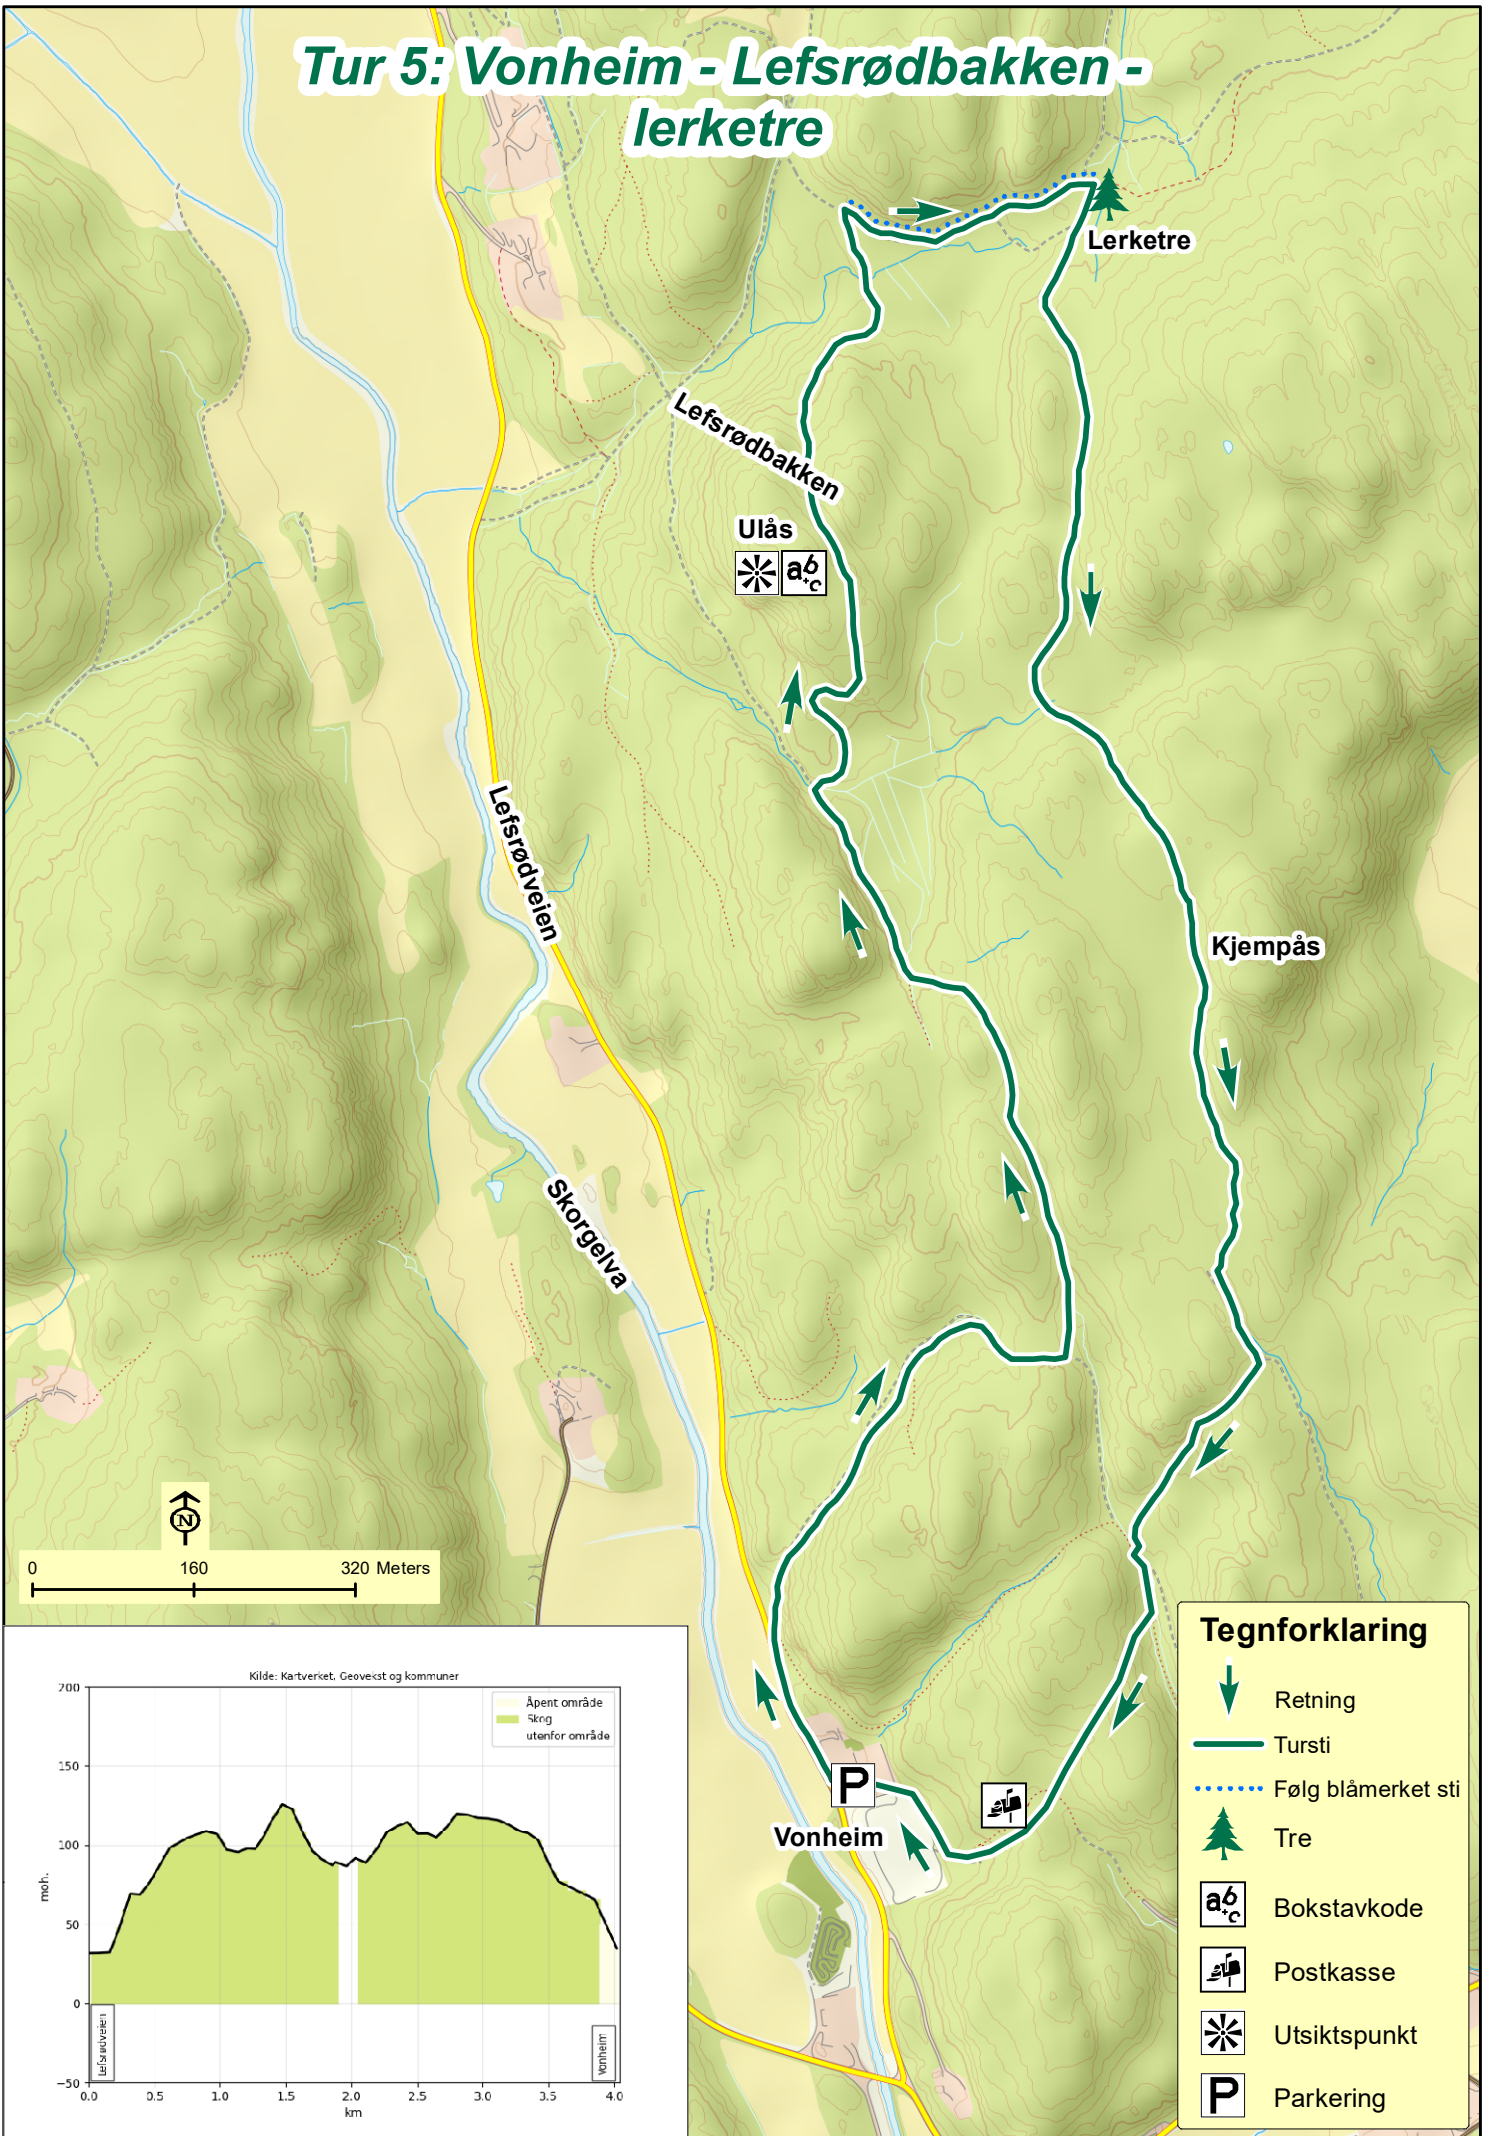 Tur 5: Vonheim - Lefsrødbakken -
lerketre
Lerketre
Lefsrødbakken
Ulås
a b + c
Lefsrødveien
Kjempås
Skorgelva
N
0 160 320 Meters
P
Vonheim
Kilde: Kartverket, Geovekst og kommuner
Åpent område
Skog
utenfor område
200
150
100
50
0
−50
moh.
Lefsrødveien
Vonheim
0.0 0.5 1.0 1.5 2.0 2.5 3.0 3.5 4.0
km
Tegnforklaring
Retning
Tursti
Følg blåmerket sti
Tre
a b + c Bokstavkode
Postkasse
Utsiktspunkt
P Parkering